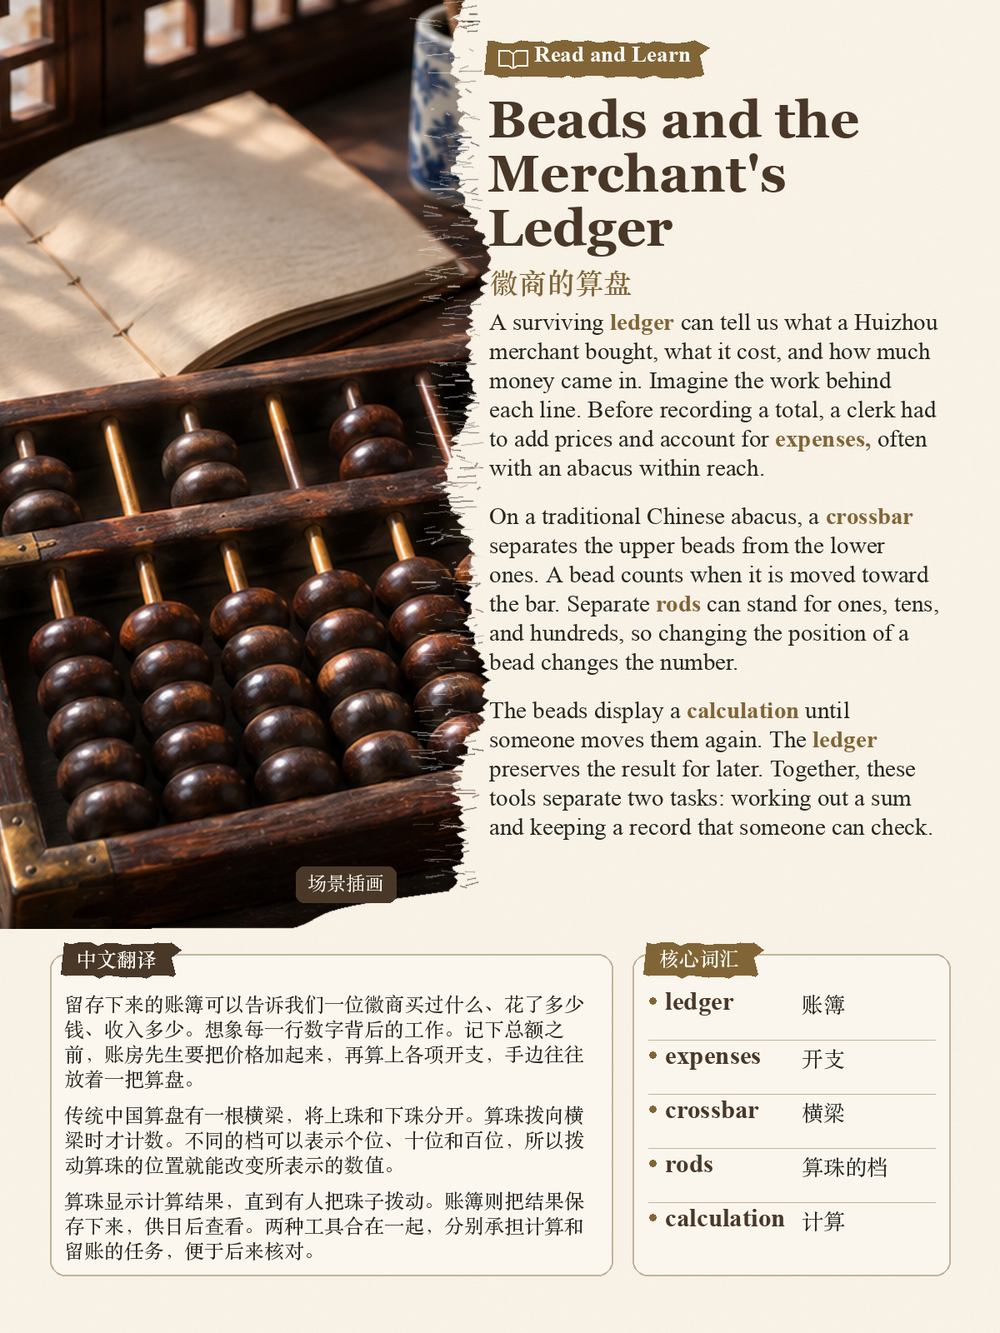 Read and Learn
Beads and the
Merchant's
Ledger
徽商的算盘
A surviving ledger can tell us what a Huizhou
merchant bought, what it cost, and how much
money came in. Imagine the work behind
each line. Before recording a total, a clerk had
to add prices and account for expenses, often
with an abacus within reach.
On a traditional Chinese abacus, a crossbar
separates the upper beads from the lower
ones. A bead counts when it is moved toward
the bar. Separate rods can stand for ones, tens,
and hundreds, so changing the position of a
bead changes the number.
The beads display a calculation until
someone moves them again. The ledger
preserves the result for later. Together, these
tools separate two tasks: working out a sum
and keeping a record that someone can check.
场景插画
中文翻译
留存下来的账簿可以告诉我们一位徽商买过什么、花了多少
钱、收入多少。想象每一行数字背后的工作。记下总额之
前，账房先生要把价格加起来，再算上各项开支，手边往往
放着一把算盘。
传统中国算盘有一根横梁，将上珠和下珠分开。算珠拨向横
梁时才计数。不同的档可以表示个位、十位和百位，所以拨
动算珠的位置就能改变所表示的数值。
算珠显示计算结果，直到有人把珠子拨动。账簿则把结果保
存下来，供日后查看。两种工具合在一起，分别承担计算和
留账的任务，便于后来核对。
核心词汇
ledger 账簿
expenses 开支
crossbar 横梁
rods 算珠的档
calculation 计算